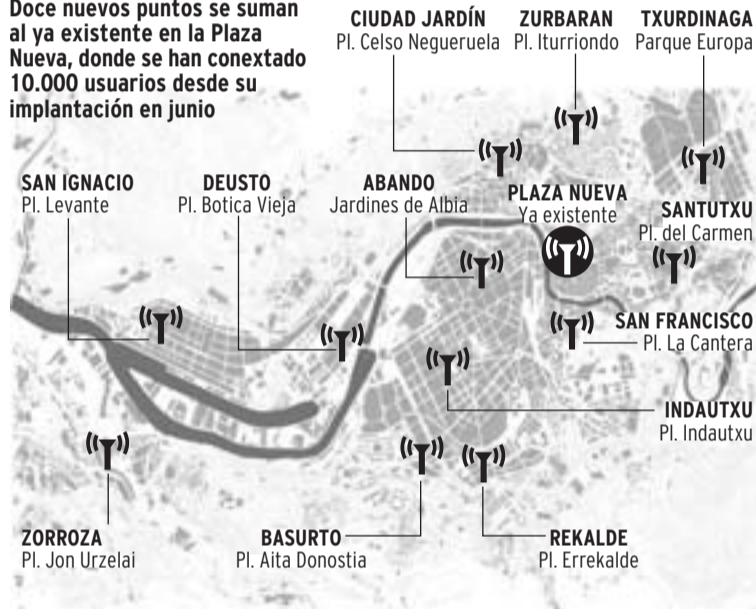 Doce nuevos puntos se suman
al ya existente en la Plaza
Nueva, donde se han conextado
10.000 usuarios desde su
implantación en junio
CIUDAD JARDÍN
Pl. Celso Negueruela
ZURBARAN
Pl. Iturriondo
TXURDINAGA
Parque Europa
SAN IGNACIO
Pl. Levante
DEUSTO
Pl. Botica Vieja
ABANDO
Jardines de Albia
PLAZA NUEVA
Ya existente
SANTUTXU
Pl. del Carmen
SAN FRANCISCO
Pl. La Cantera
INDAUTXU
Pl. Indautxu
ZORROZA
Pl. Jon Urzelai
BASURTO
Pl. Aita Donostia
REKALDE
Pl. Errekalde